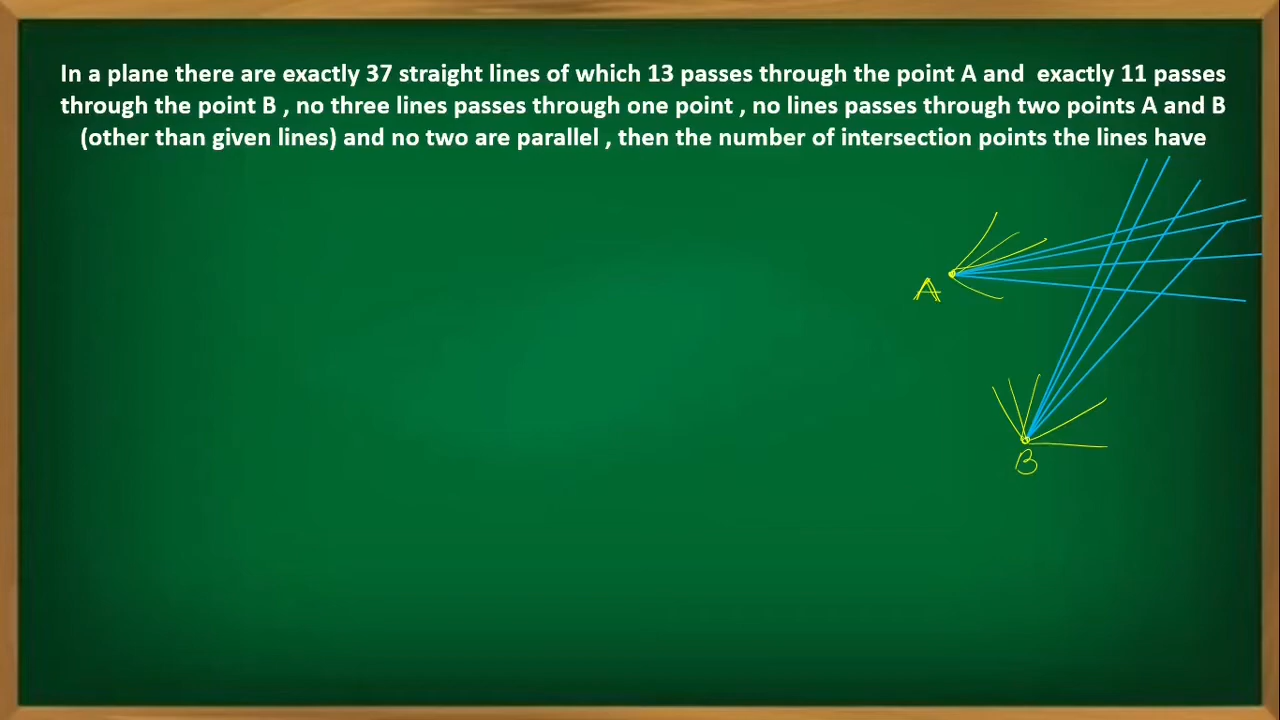 In a plane there are exactly 37 straight lines of which 13 passes through the point A and exactly 11 passes
through the point B , no three lines passes through one point , no lines passes through two points A and B
(other than given lines) and no two are parallel , then the number of intersection points the lines have
A
B